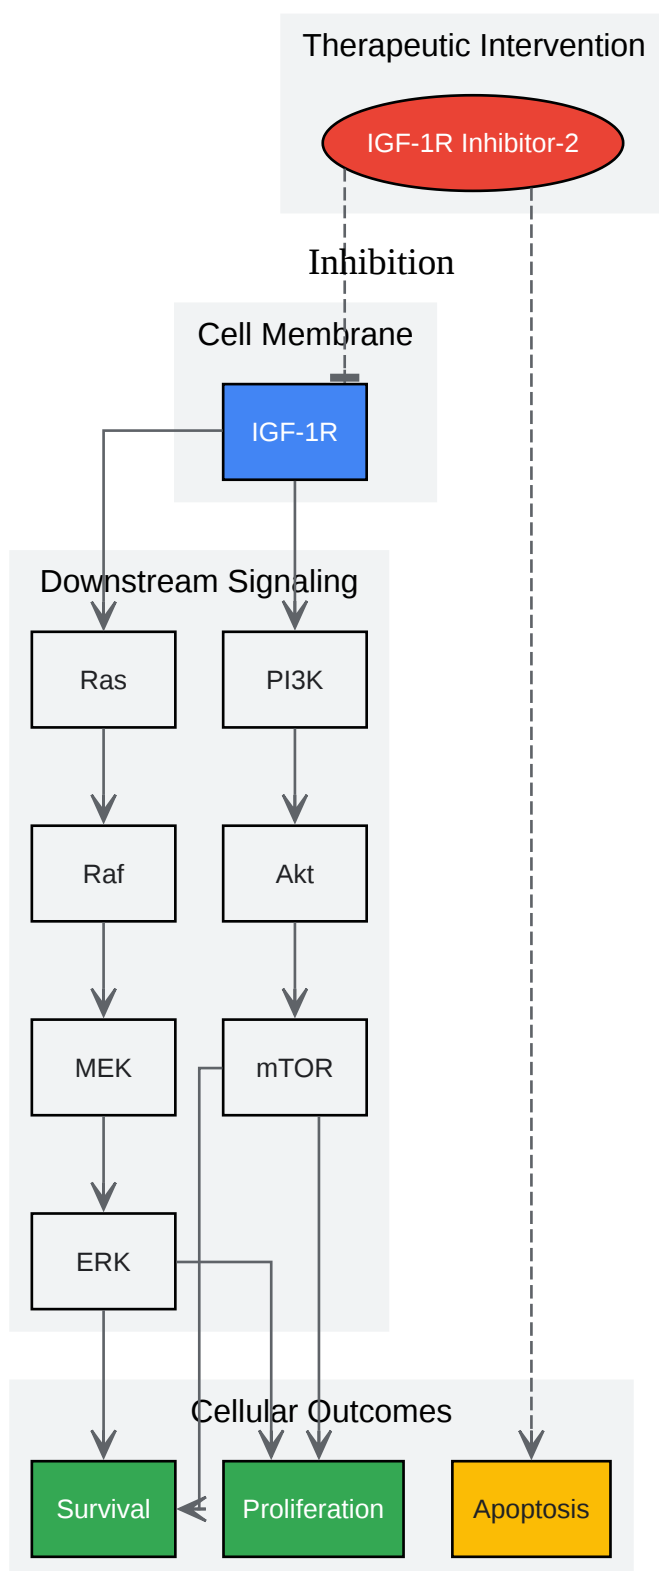 Therapeutic Intervention
IGF-1R Inhibitor-2
Inhibition
Cell Membrane
IGF-1R
Downstream Signaling
Ras
PI3K
Raf
Akt
MEK
mTOR
ERK
Cellular Outcomes
Survival
Proliferation
Apoptosis